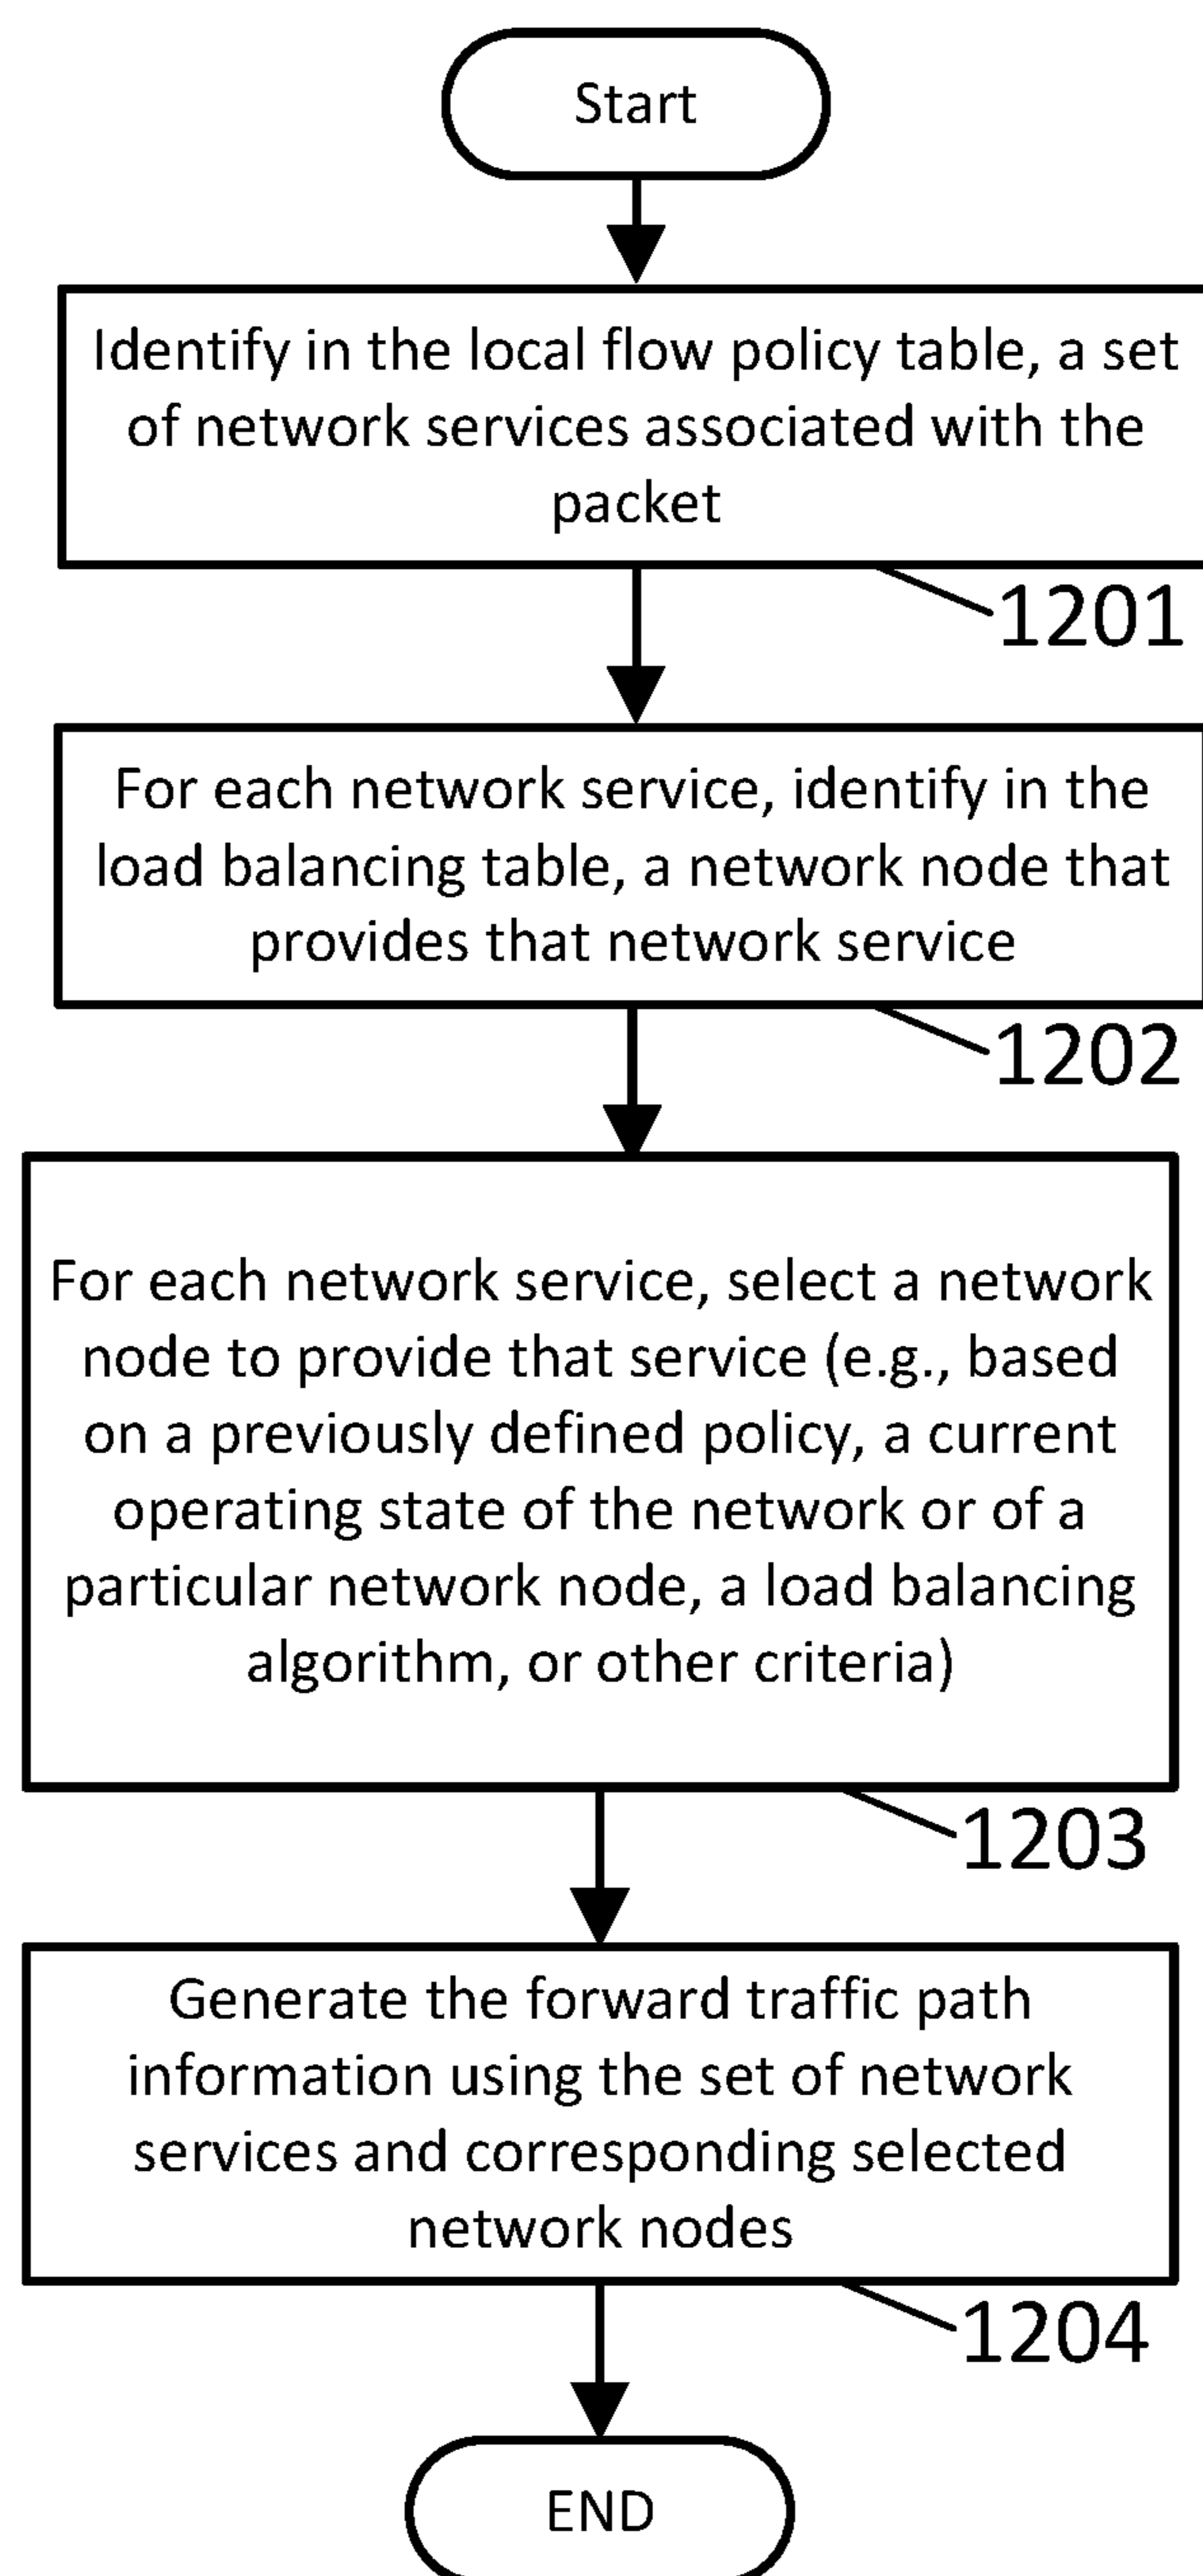 Start
Identify in the local flow policy table, a set
of network services associated with the
packet
1201
For each network service, identify in the
load balancing table, a network node that
provides that network service
1202
For each network service, select a network
node to provide that service (e.g., based
on a previously defined policy, a current
operating state of the network or of a
particular network node, a load balancing
algorithm, or other criteria)
1203
Generate the forward traffic path
information using the set of network
services and corresponding selected
network nodes
1204
END